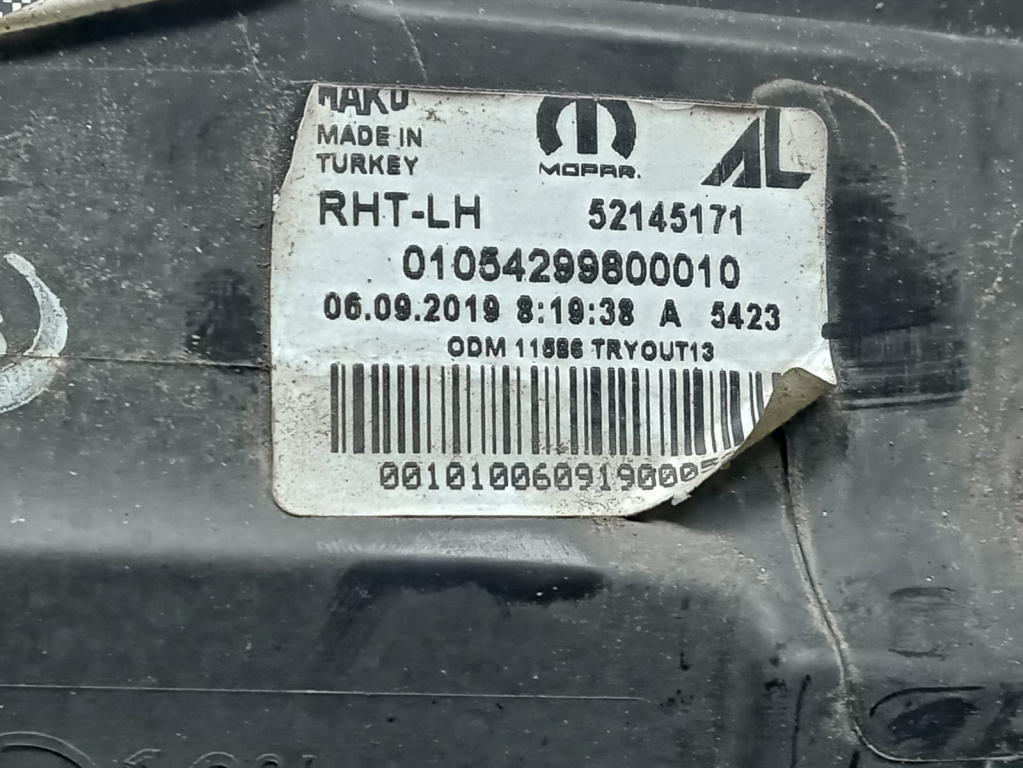 MAKO
MADE IN
TURKEY
MOPAR.
AL
RHT-LH 52145171
01054299800010
06.09.2019 8:19:38 A 5423
ODM 11586 TRYOUT13